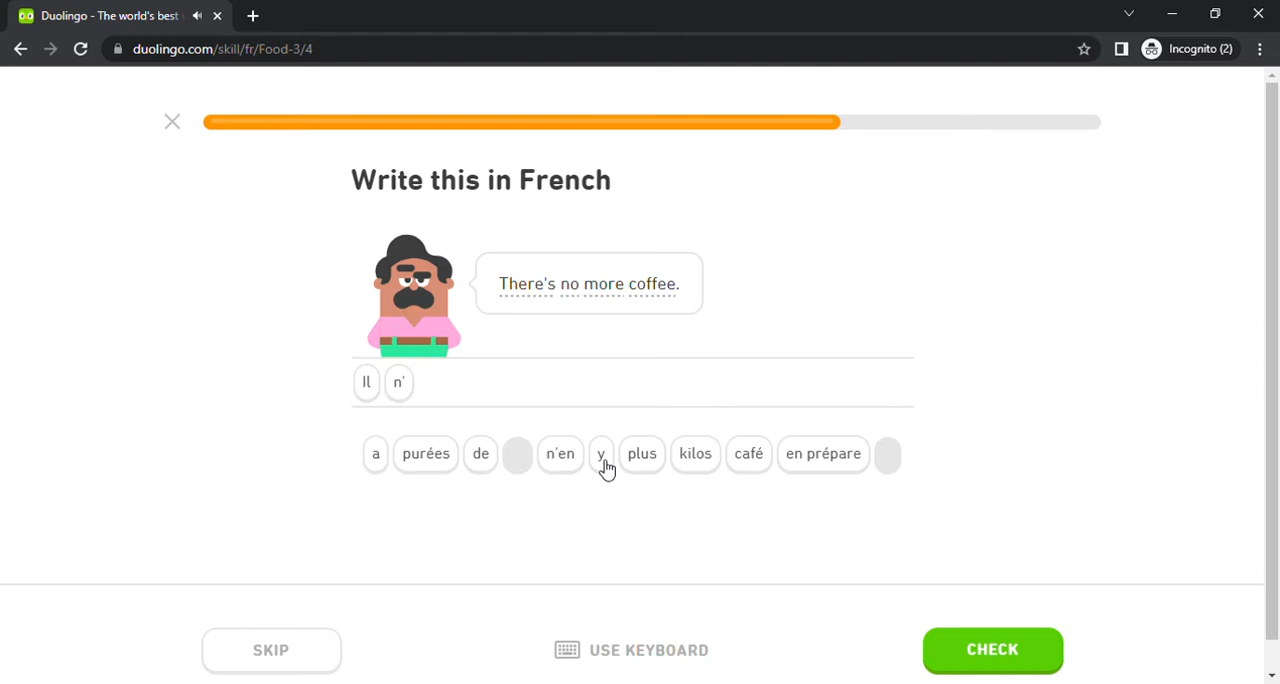 Duolingo - The world's best
duolingo.com/skill/fr/Food-3/4
Incognito (2)
Write this in French
There's no more coffee.
Il n'
a purées de n'en y plus kilos café en prépare
SKIP
USE KEYBOARD
CHECK